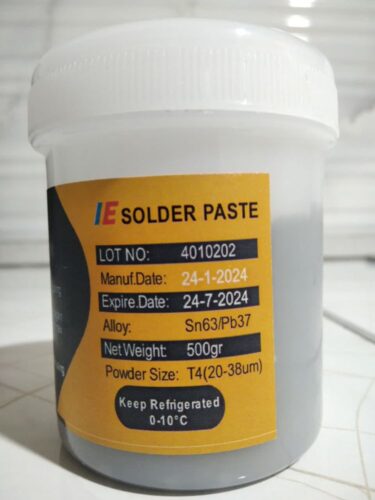 IE SOLDER PASTE
LOT NO: 4010202
Manuf.Date: 24-1-2024
Expire.Date: 24-7-2024
Alloy: Sn63/Pb37
Net Weight: 500gr
Powder Size: T4(20-38um)
Keep Refrigerated
0-10°C